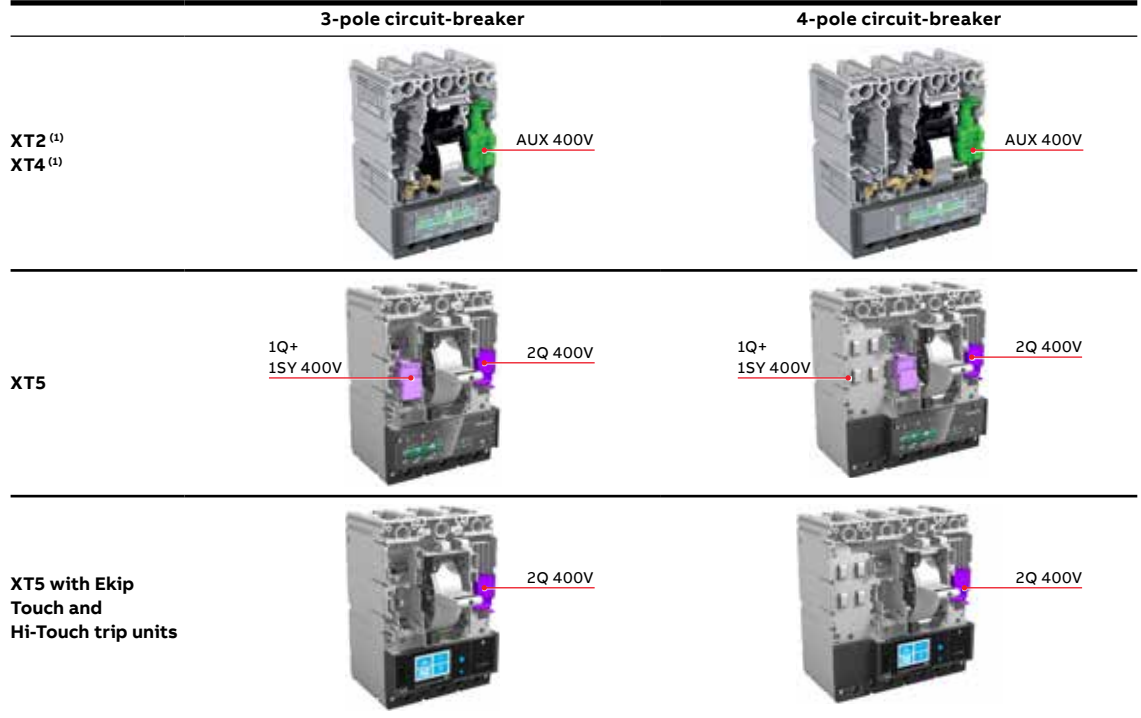 3-pole circuit-breaker
4-pole circuit-breaker
XT2 (1)
XT4 (1)
AUX 400V
AUX 400V
XT5
1Q+
1SY 400V
2Q 400V
1Q+
1SY 400V
2Q 400V
XT5 with Ekip
Touch and
Hi-Touch trip units
2Q 400V
2Q 400V